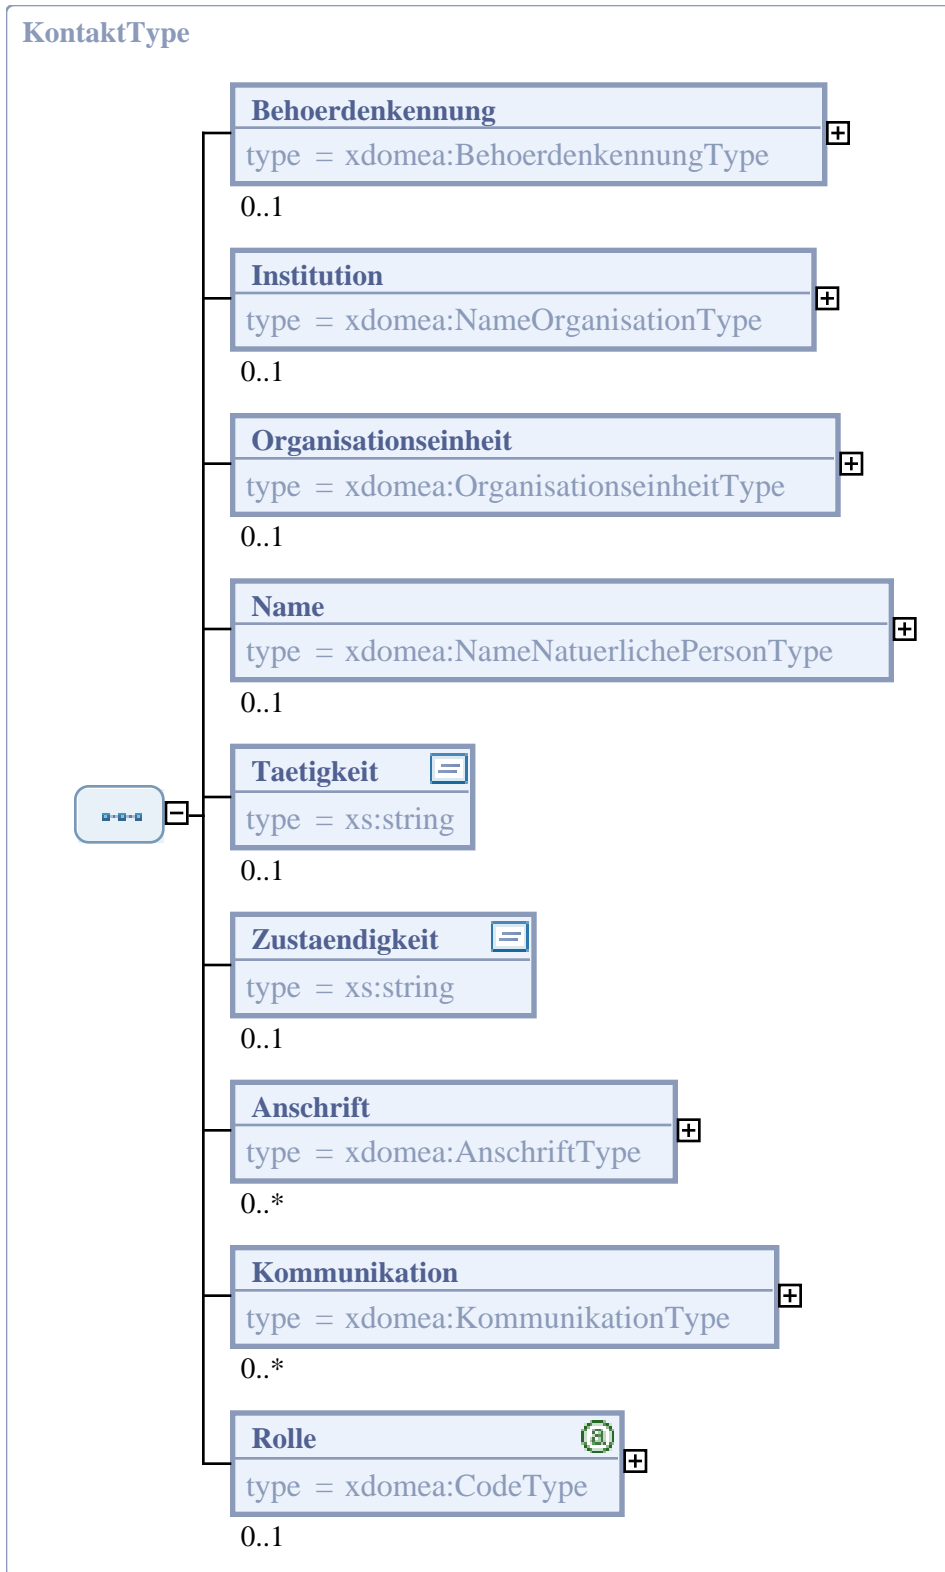 KontaktType
Behoerdenkennung
type = xdomea:BehoerdenkennungType
0..1
Institution
type = xdomea:NameOrganisationType
0..1
Organisationseinheit
type = xdomea:OrganisationseinheitType
0..1
Name
type = xdomea:NameNatuerlichePersonType
0..1
Taetigkeit
type = xs:string
0..1
Zustaendigkeit
type = xs:string
0..1
Anschrift
type = xdomea:AnschriftType
0..*
Kommunikation
type = xdomea:KommunikationType
0..*
Rolle a
type = xdomea:CodeType
0..1